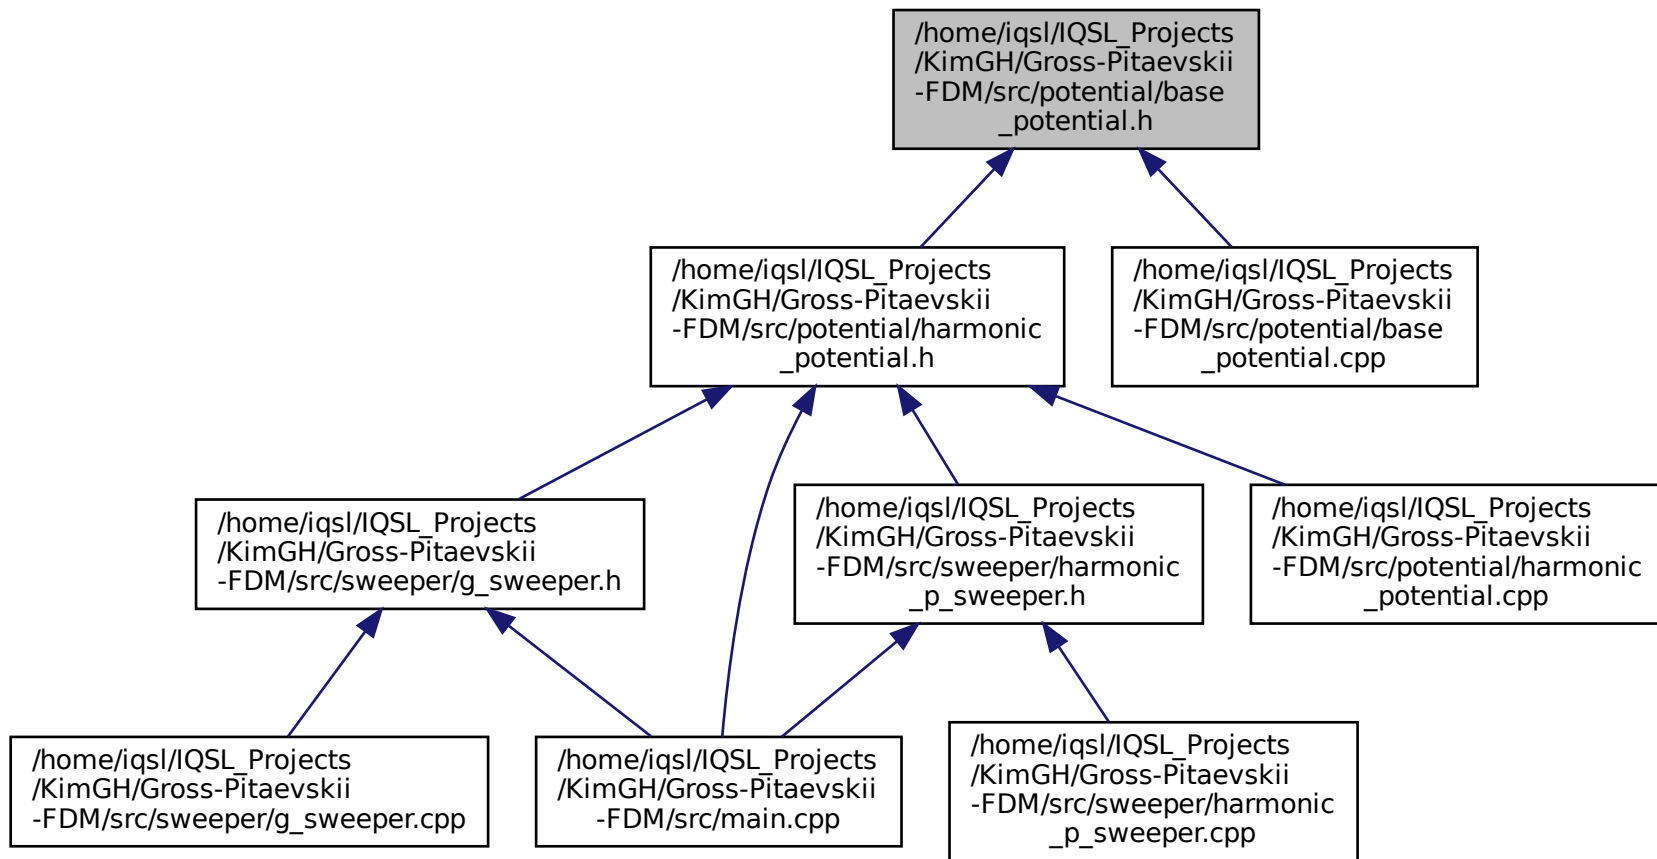 /home/iqsl/IQSL_Projects
/KimGH/Gross-Pitaevskii
-FDM/src/potential/base
_potential.h
/home/iqsl/IQSL_Projects
/KimGH/Gross-Pitaevskii
-FDM/src/potential/harmonic
_potential.h
/home/iqsl/IQSL_Projects
/KimGH/Gross-Pitaevskii
-FDM/src/potential/base
_potential.cpp
/home/iqsl/IQSL_Projects
/KimGH/Gross-Pitaevskii
-FDM/src/sweeper/g_sweeper.h
/home/iqsl/IQSL_Projects
/KimGH/Gross-Pitaevskii
-FDM/src/sweeper/harmonic
_p_sweeper.h
/home/iqsl/IQSL_Projects
/KimGH/Gross-Pitaevskii
-FDM/src/potential/harmonic
_potential.cpp
/home/iqsl/IQSL_Projects
/KimGH/Gross-Pitaevskii
-FDM/src/sweeper/g_sweeper.cpp
/home/iqsl/IQSL_Projects
/KimGH/Gross-Pitaevskii
-FDM/src/main.cpp
/home/iqsl/IQSL_Projects
/KimGH/Gross-Pitaevskii
-FDM/src/sweeper/harmonic
_p_sweeper.cpp